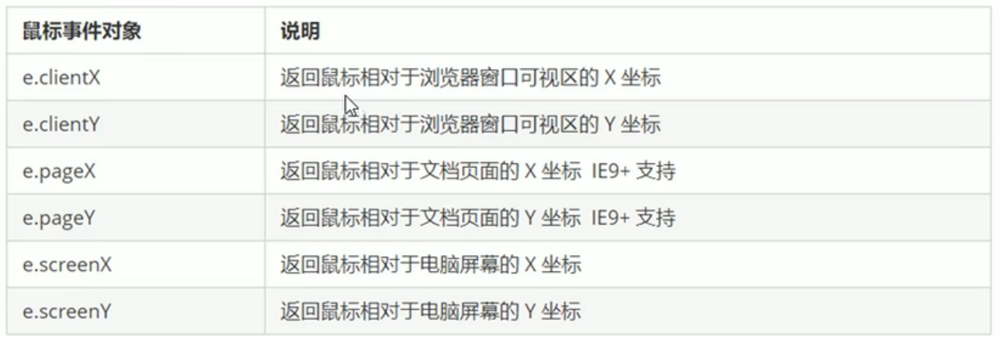 鼠标事件对象 说明
e.clientX 返回鼠标相对于浏览器窗口可视区的 X 坐标
e.clientY 返回鼠标相对于浏览器窗口可视区的 Y 坐标
e.pageX 返回鼠标相对于文档页面的 X 坐标 IE9+ 支持
e.pageY 返回鼠标相对于文档页面的 Y 坐标 IE9+ 支持
e.screenX 返回鼠标相对于电脑屏幕的 X 坐标
e.screenY 返回鼠标相对于电脑屏幕的 Y 坐标